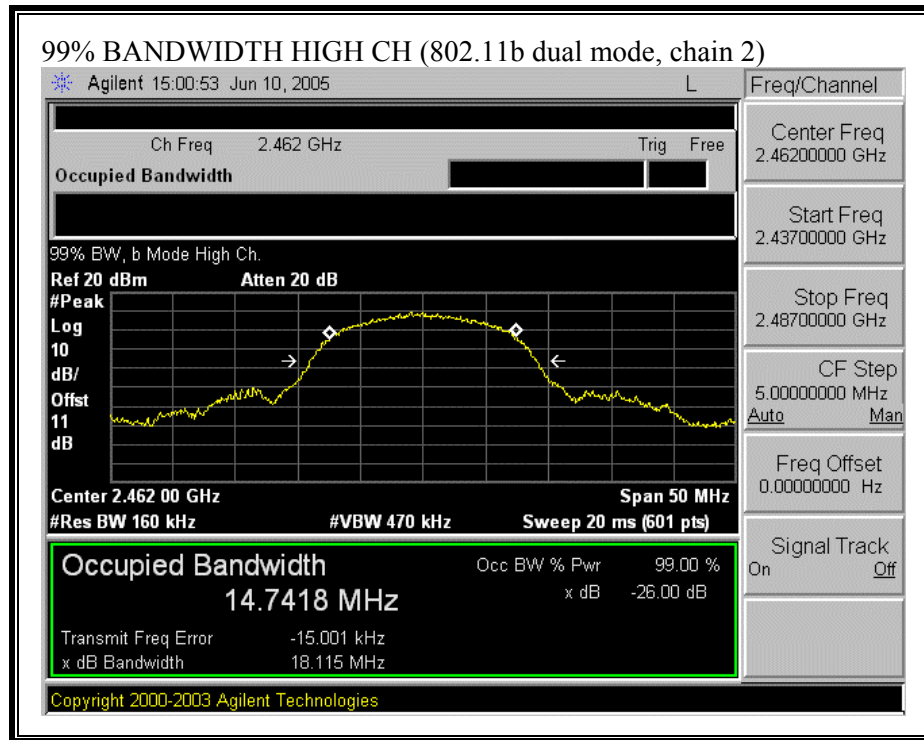 99% BANDWIDTH HIGH CH (802.11b dual mode, chain 2)
Agilent 15:00:53 Jun 10, 2005 L
Freq/Channel
Ch Freq 2.462 GHz Trig Free
Occupied Bandwidth
99% BW, b Mode High Ch.
Ref 20 dBm Atten 20 dB
#Peak
Log
10
dB/
Offst
11
dB
Center 2.462 00 GHz Span 50 MHz
#Res BW 160 kHz #VBW 470 kHz Sweep 20 ms (601 pts)
Occupied Bandwidth
14.7418 MHz
Occ BW % Pwr 99.00 %
x dB -26.00 dB
Transmit Freq Error -15.001 kHz
x dB Bandwidth 18.115 MHz
Copyright 2000-2003 Agilent Technologies
Center Freq
2.46200000 GHz
Start Freq
2.43700000 GHz
Stop Freq
2.48700000 GHz
CF Step
5.00000000 MHz
Auto Man
Freq Offset
0.00000000 Hz
Signal Track
On Off